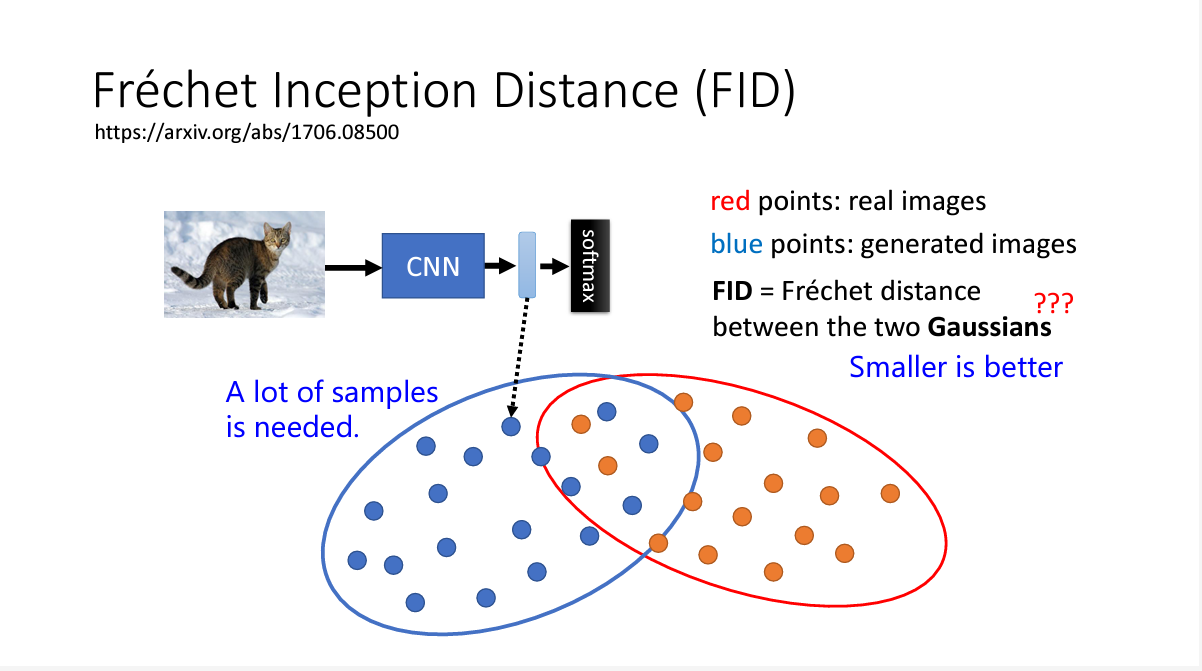 Fréchet Inception Distance (FID)
https://arxiv.org/abs/1706.08500
CNN
softmax
red points: real images
blue points: generated images
FID = Fréchet distance
between the two Gaussians
???
Smaller is better
A lot of samples
is needed.